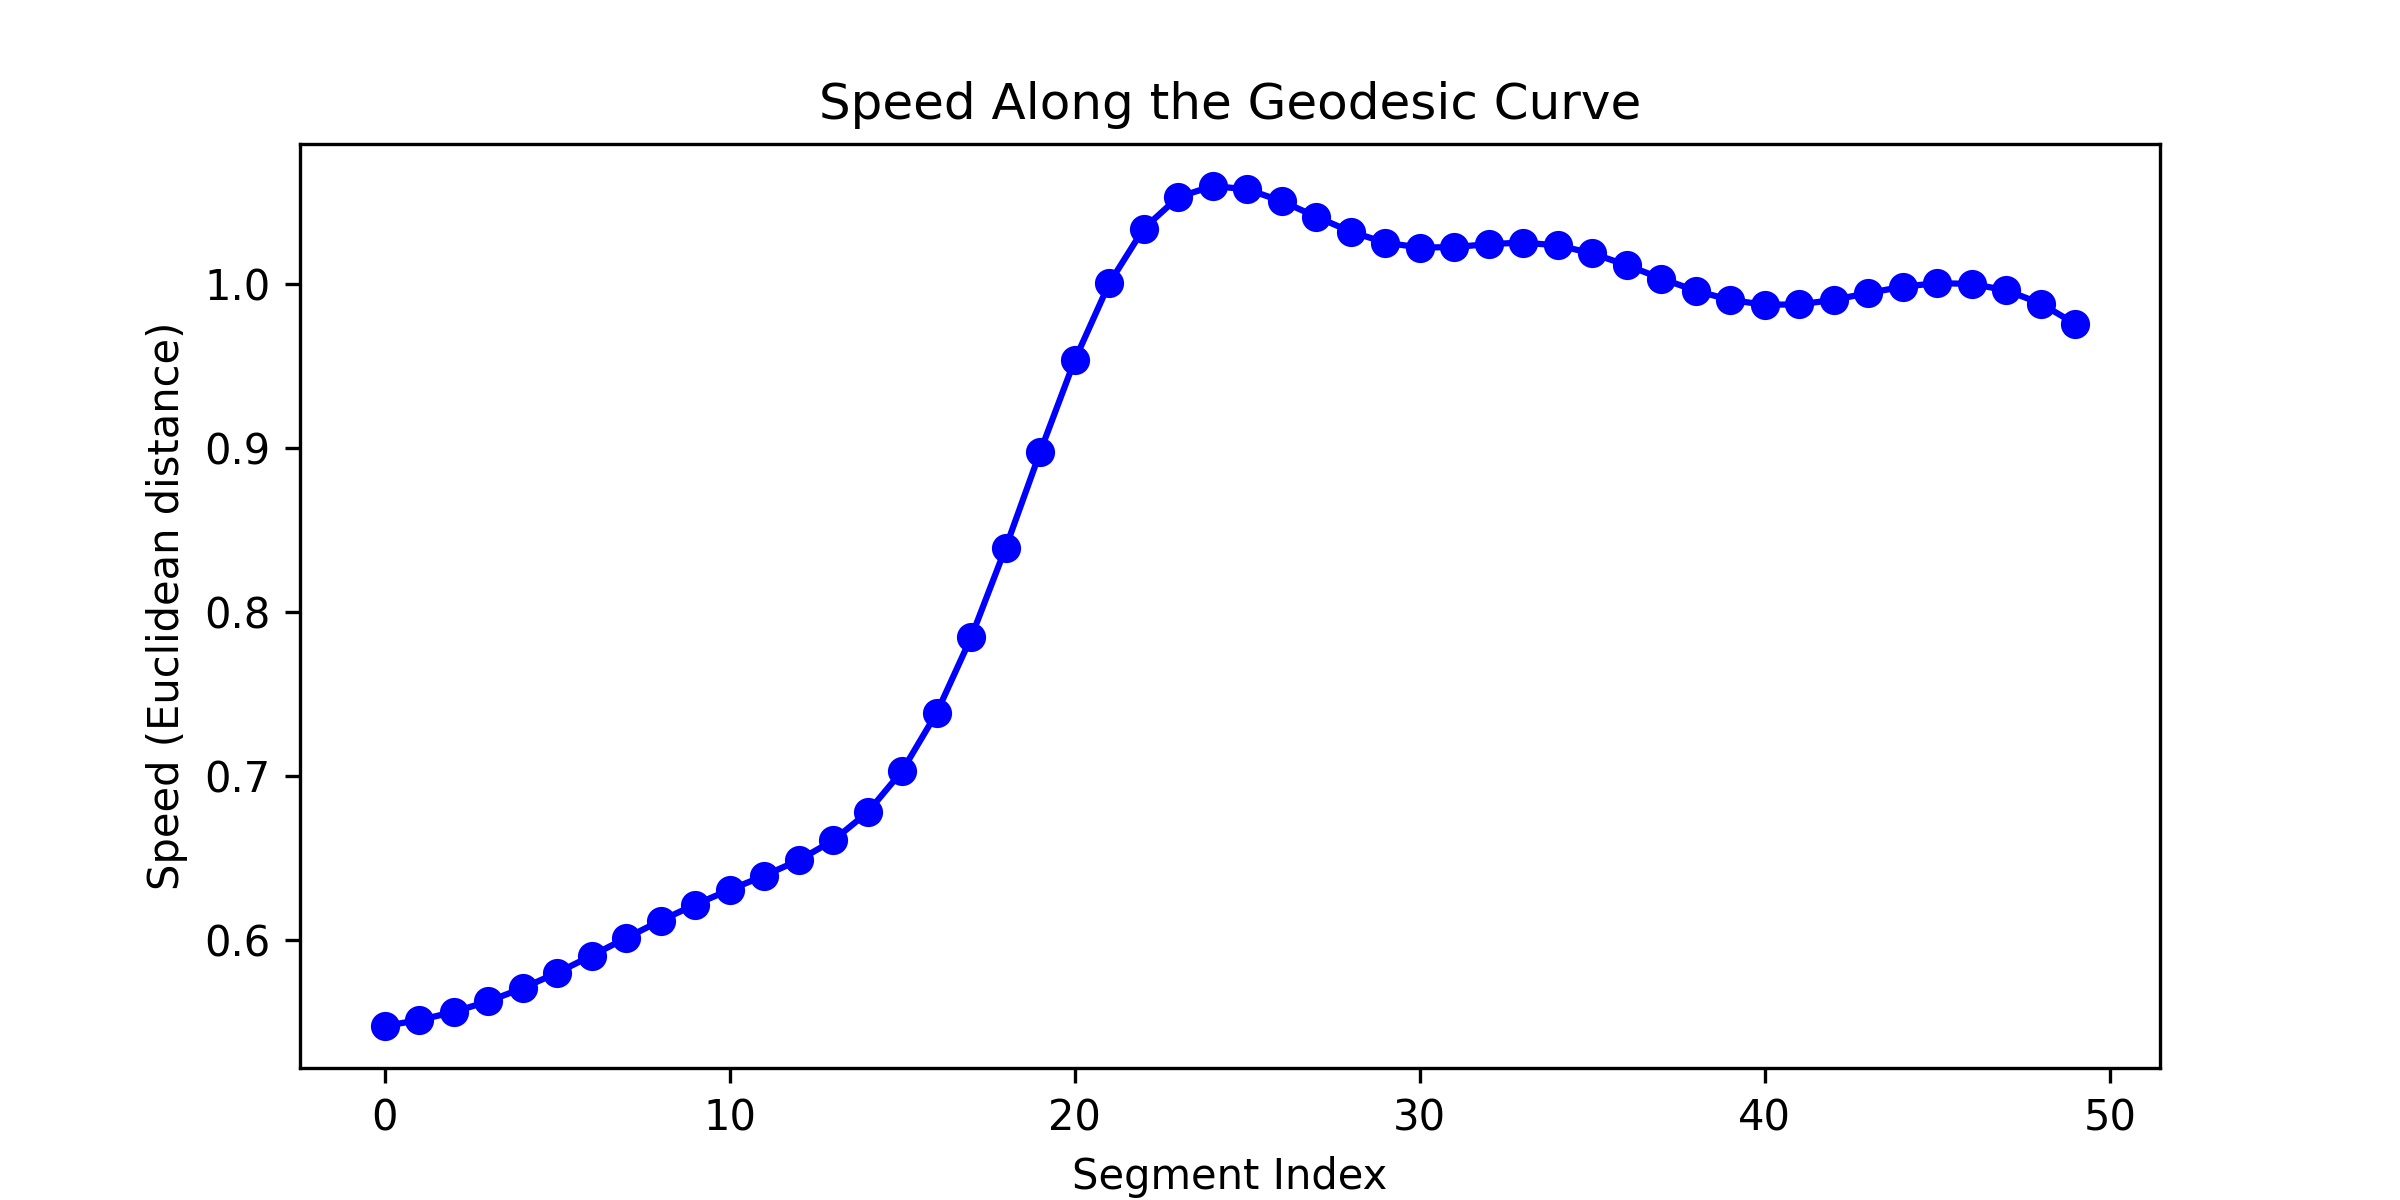 Speed Along the Geodesic Curve
Speed (Euclidean distance)
1.0
0.9
0.8
0.7
0.6
0 10 20 30 40 50
Segment Index